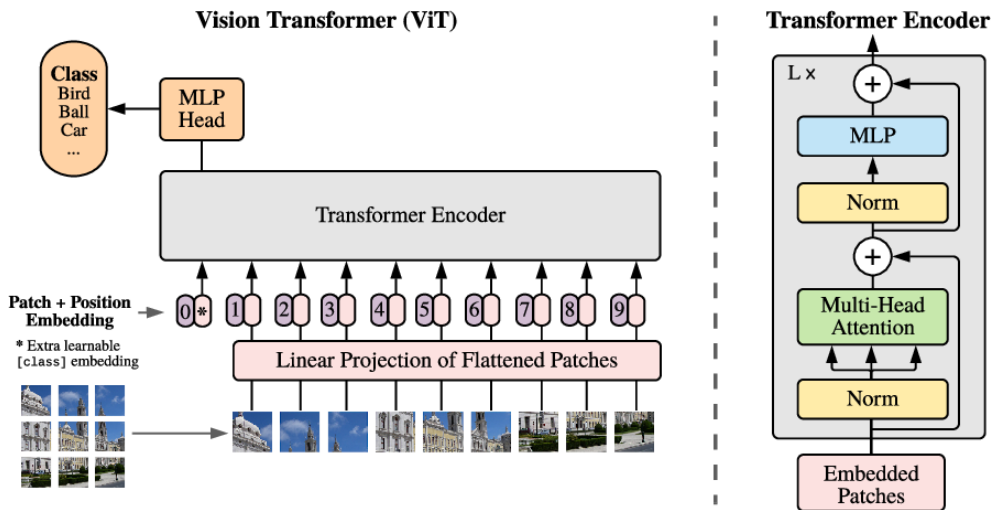 Vision Transformer (ViT)
Class
Bird
Ball
Car
...
MLP
Head
Transformer Encoder
Patch + Position
Embedding
0 * 1 2 3 4 5 6 7 8 9
* Extra learnable
[class] embedding
Linear Projection of Flattened Patches
Transformer Encoder
L ×
+
MLP
Norm
+
Multi-Head
Attention
Norm
Embedded
Patches